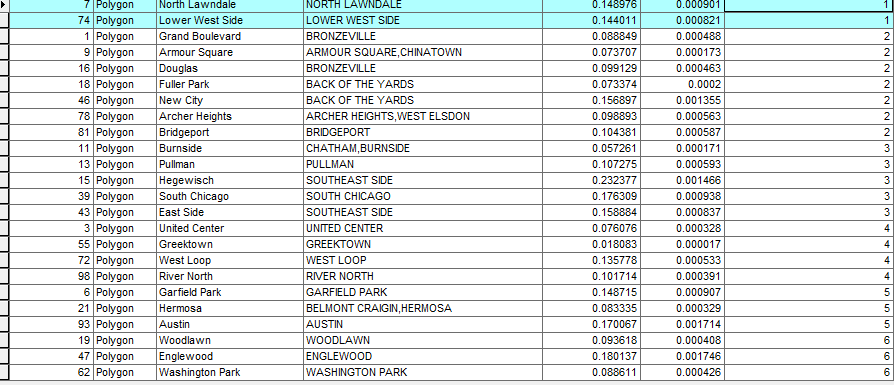 7 Polygon North Lawndale NORTH LAWNDALE 0.148976 0.000901 1
74 Polygon Lower West Side LOWER WEST SIDE 0.144011 0.000821 1
1 Polygon Grand Boulevard BRONZEVILLE 0.088849 0.000488 2
9 Polygon Armour Square ARMOUR SQUARE,CHINATOWN 0.073707 0.000173 2
16 Polygon Douglas BRONZEVILLE 0.099129 0.000463 2
18 Polygon Fuller Park BACK OF THE YARDS 0.073374 0.0002 2
46 Polygon New City BACK OF THE YARDS 0.156897 0.001355 2
78 Polygon Archer Heights ARCHER HEIGHTS,WEST ELSDON 0.098893 0.000563 2
81 Polygon Bridgeport BRIDGEPORT 0.104381 0.000587 2
11 Polygon Burnside CHATHAM,BURNSIDE 0.057261 0.000171 3
13 Polygon Pullman PULLMAN 0.107275 0.000593 3
15 Polygon Hegewisch SOUTHEAST SIDE 0.232377 0.001466 3
39 Polygon South Chicago SOUTH CHICAGO 0.176309 0.000938 3
43 Polygon East Side SOUTHEAST SIDE 0.158884 0.000837 3
3 Polygon United Center UNITED CENTER 0.076076 0.000328 4
55 Polygon Greektown GREEKTOWN 0.018083 0.000017 4
72 Polygon West Loop WEST LOOP 0.135778 0.000533 4
98 Polygon River North RIVER NORTH 0.101714 0.000391 4
6 Polygon Garfield Park GARFIELD PARK 0.148715 0.000907 5
21 Polygon Hermosa BELMONT CRAIGIN,HERMOSA 0.083335 0.000329 5
93 Polygon Austin AUSTIN 0.170067 0.001714 5
19 Polygon Woodlawn WOODLAWN 0.093618 0.000408 6
47 Polygon Englewood ENGLEWOOD 0.180137 0.001746 6
62 Polygon Washington Park WASHINGTON PARK 0.088611 0.000426 6